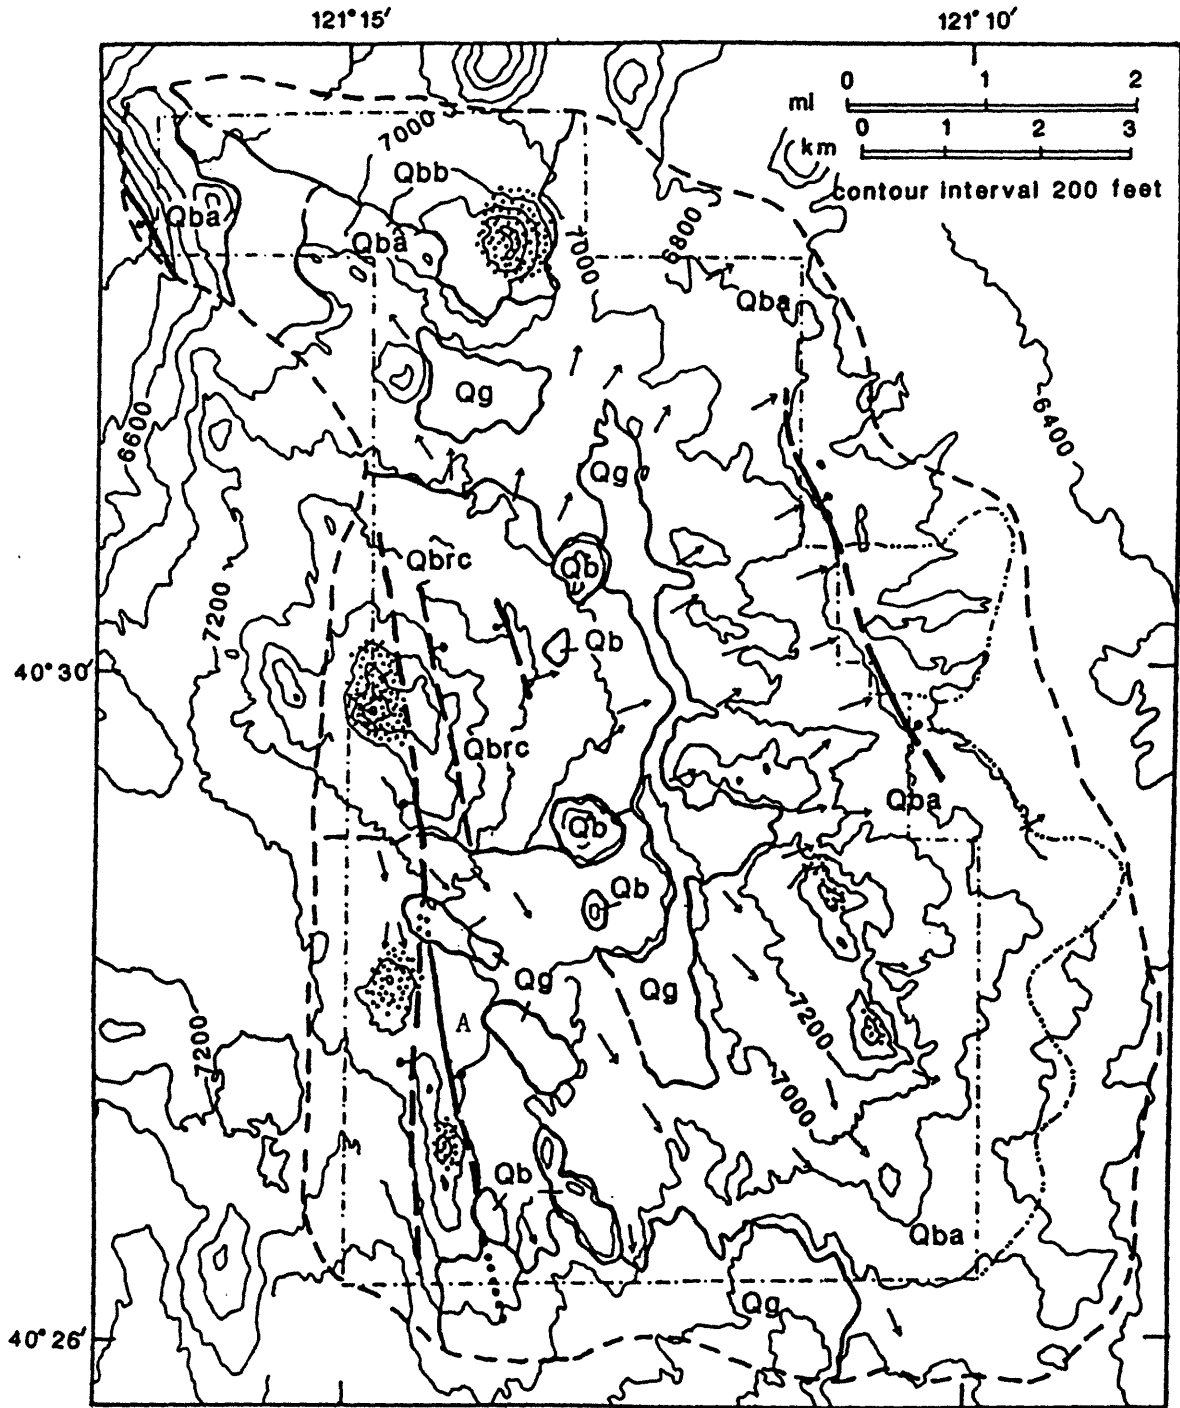 121° 15′
121° 10′
0 1 2
mi
0 1 2 3
km
contour interval 200 feet
7000
Qbb
Qba
Qba
7000
6800
Qba
6600
Qg
6400
Qg
Qbrc
Qb
7200
Qb
40° 30′
Qbrc
Qba
Qb
Qb
Qg
Qg
A
7200
7200
7000
Qb
Qba
Qg
40° 26′